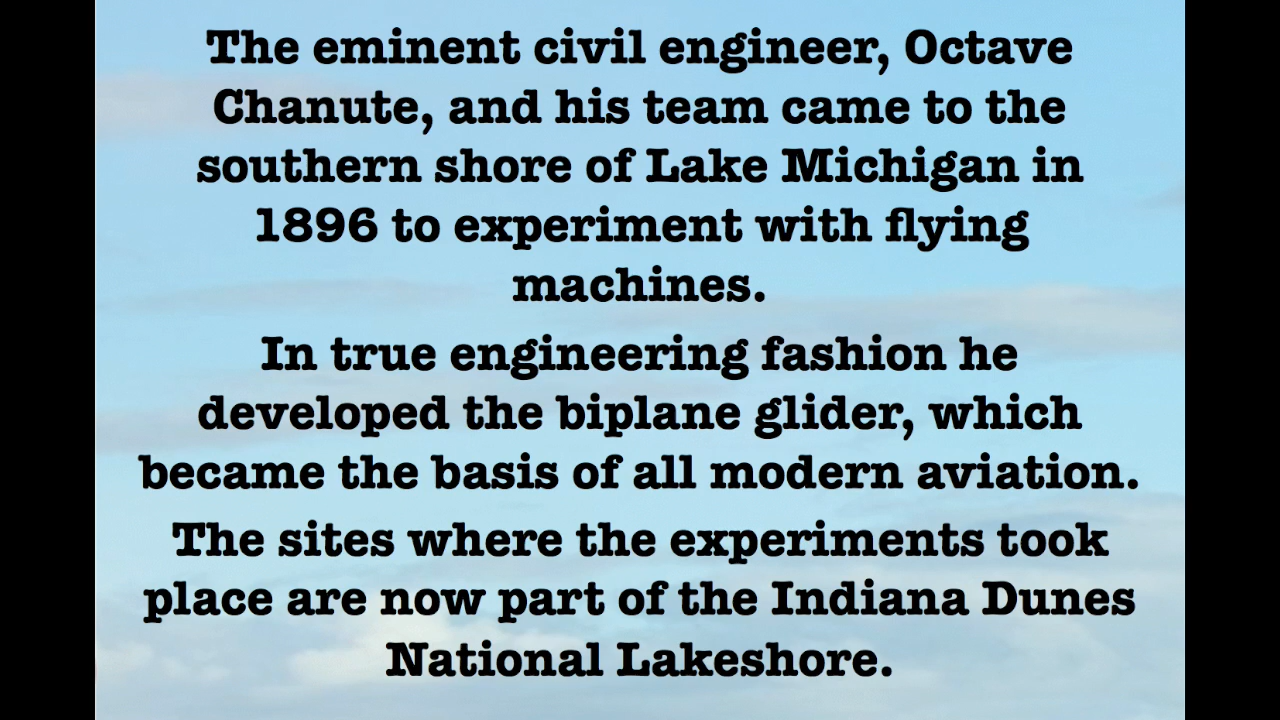 The eminent civil engineer, Octave
Chanute, and his team came to the
southern shore of Lake Michigan in
1896 to experiment with flying
machines.
In true engineering fashion he
developed the biplane glider, which
became the basis of all modern aviation.
The sites where the experiments took
place are now part of the Indiana Dunes
National Lakeshore.